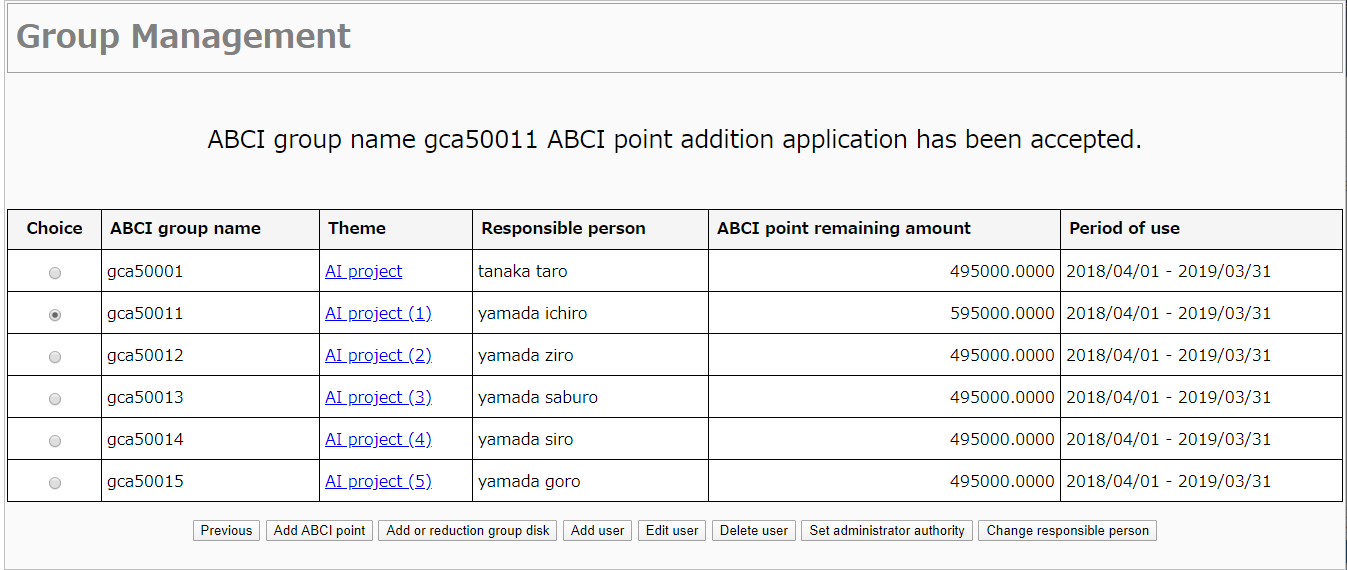 Group Management
ABCI group name gca50011 ABCI point addition application has been accepted.
Choice ABCI group name Theme Responsible person ABCI point remaining amount Period of use
gca50001 AI project tanaka taro 495000.0000 2018/04/01 - 2019/03/31
gca50011 AI project (1) yamada ichiro 595000.0000 2018/04/01 - 2019/03/31
gca50012 AI project (2) yamada ziro 495000.0000 2018/04/01 - 2019/03/31
gca50013 AI project (3) yamada saburo 495000.0000 2018/04/01 - 2019/03/31
gca50014 AI project (4) yamada siro 495000.0000 2018/04/01 - 2019/03/31
gca50015 AI project (5) yamada goro 495000.0000 2018/04/01 - 2019/03/31
Previous Add ABCI point Add or reduction group disk Add user Edit user Delete user Set administrator authority Change responsible person